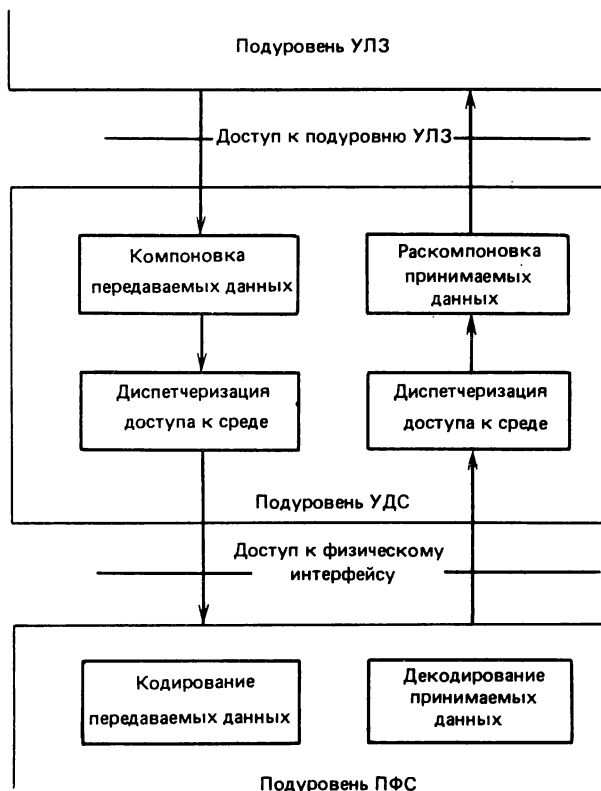 Подуровень УЛЗ
Доступ к подуровню УЛЗ
Компоновка
передаваемых данных
Раскомпоновка
принимаемых
данных
Диспетчеризация
доступа к среде
Диспетчеризация
доступа к среде
Подуровень УДС
Доступ к физическому
интерфейсу
Кодирование
передаваемых данных
Декодирование
принимаемых
данных
Подуровень ПФС